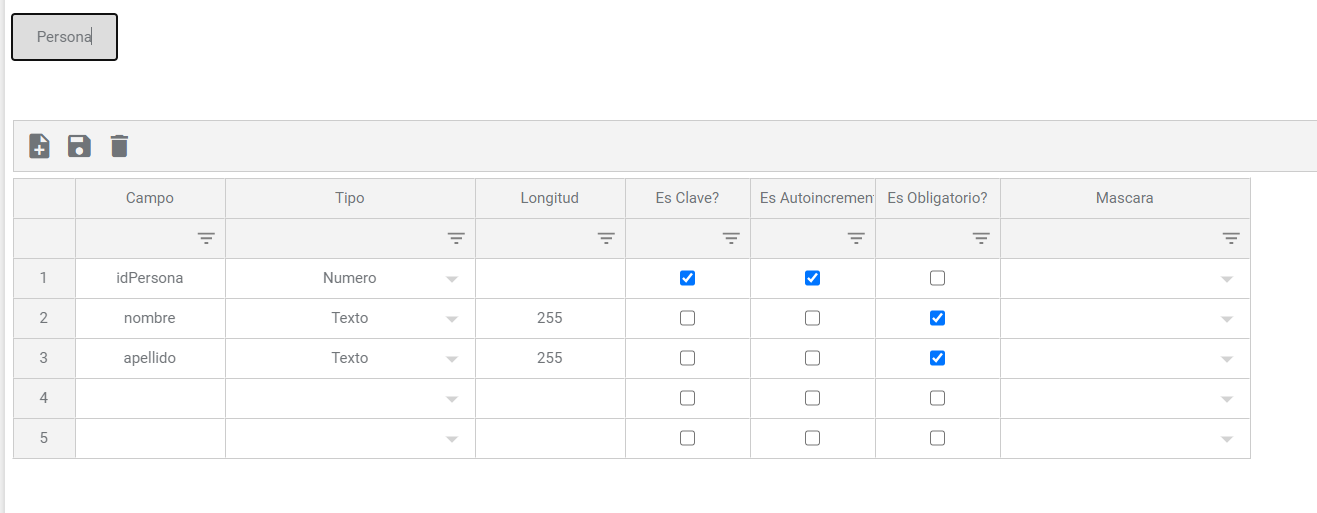 Persona
Campo Tipo Longitud Es Clave? Es Autoincremen Es Obligatorio? Mascara
1 idPersona Numero
2 nombre Texto 255
3 apellido Texto 255
4
5